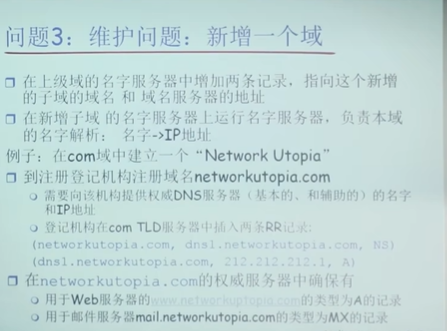 问题3：维护问题：新增一个域
在上级域的名字服务器中增加两条记录，指向这个新增
的子域的域名 和 域名服务器的地址
在新增子域 的名字服务器上运行名字服务器，负责本域
的名字解析： 名字->IP地址
例子：在com域中建立一个“Network Utopia”
到注册登记机构注册域名networkutopia.com
需要向该机构提供权威DNS服务器（基本的、和辅助的）的名字
和IP地址
登记机构在com TLD服务器中插入两条RR记录:
(networkutopia.com, dns1.networkutopia.com, NS)
(dns1.networkutopia.com, 212.212.212.1, A)
在networkutopia.com的权威服务器中确保有
用于Web服务器的www.networkuptopia.com的类型为A的记录
用于邮件服务器mail.networkutopia.com的类型为MX的记录